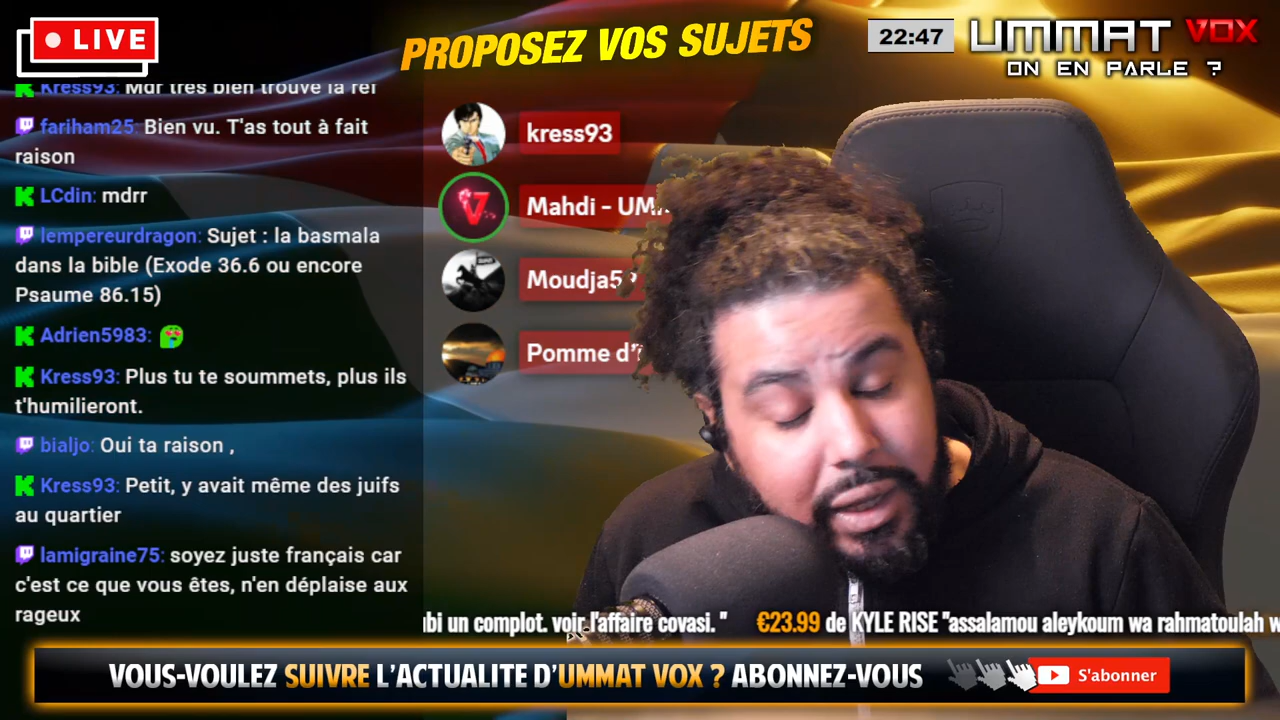 LIVE
PROPOSEZ VOS SUJETS
22:47
UMMAT VOX
ON EN PARLE ?
Kress93: Mdr très bien trouvé la ref
fariham25: Bien vu. T'as tout à fait
raison
LCdin: mdrr
lempereurdragon: Sujet : la basmala
dans la bible (Exode 36.6 ou encore
Psaume 86.15)
Adrien5983:
Kress93: Plus tu te soummets, plus ils
t'humilieront.
bialjo: Oui ta raison ,
Kress93: Petit, y avait même des juifs
au quartier
lamigraine75: soyez juste français car
c'est ce que vous êtes, n'en déplaise aux
rageux
kress93
Mahdi - UM
Moudja5
Pomme d'
un complot. voir l'affaire covasi. " €23.99 de KYLE RISE "assalamou aleykoum wa rahmatoulah w
VOUS-VOULEZ SUIVRE L'ACTUALITE D'UMMAT VOX ? ABONNEZ-VOUS
S'abonner